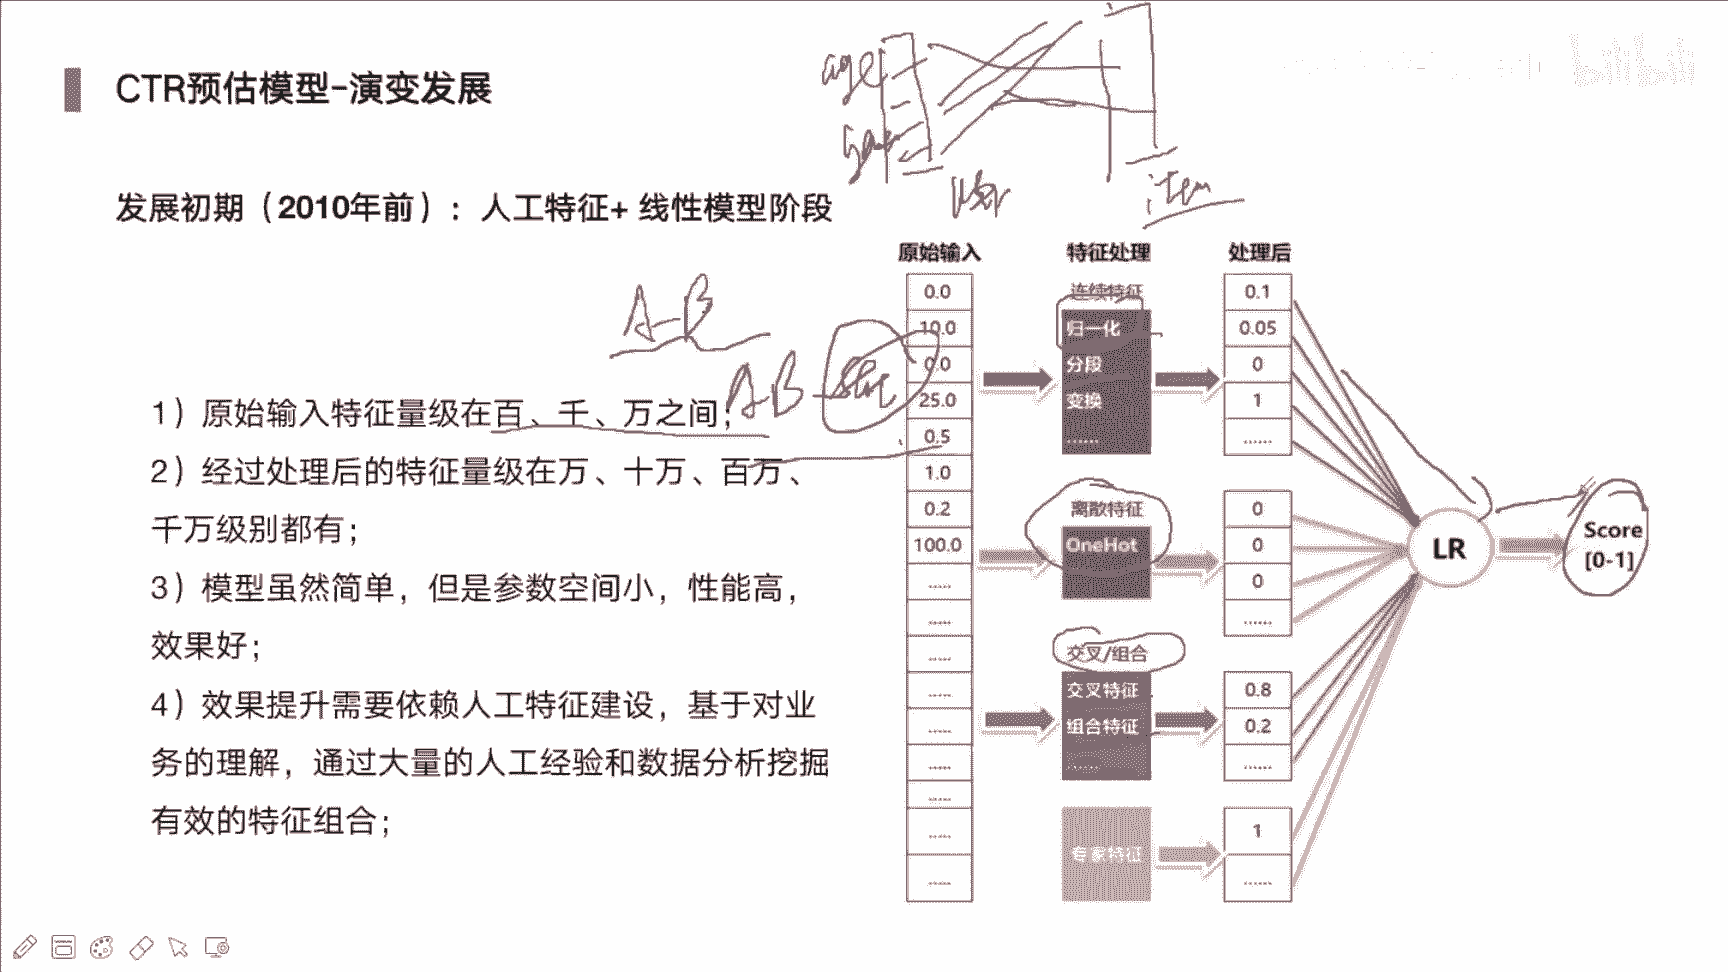 bilibili
CTR预估模型-演变发展
发展初期（2010年前）：人工特征+ 线性模型阶段
1）原始输入特征量级在百、千、万之间；
2）经过处理后的特征量级在万、十万、百万、
千万级别都有；
3）模型虽然简单，但是参数空间小，性能高，
效果好；
4）效果提升需要依赖人工特征建设，基于对业
务的理解，通过大量的人工经验和数据分析挖掘
有效的特征组合；
age
user
item
A-B
A-B
原始输入
0.0
10.0
0.0
25.0
0.5
1.0
0.2
100.0
.....
.....
.....
.....
.....
.....
.....
.....
.....
特征处理
连续特征
归一化
分段
变换
......
离散特征
OneHot
交叉/组合
交叉特征
组合特征
......
专家特征
处理后
0.1
0.05
0
1
......
0
0
0
......
0.8
0.2
......
1
......
LR
Score
[0-1]